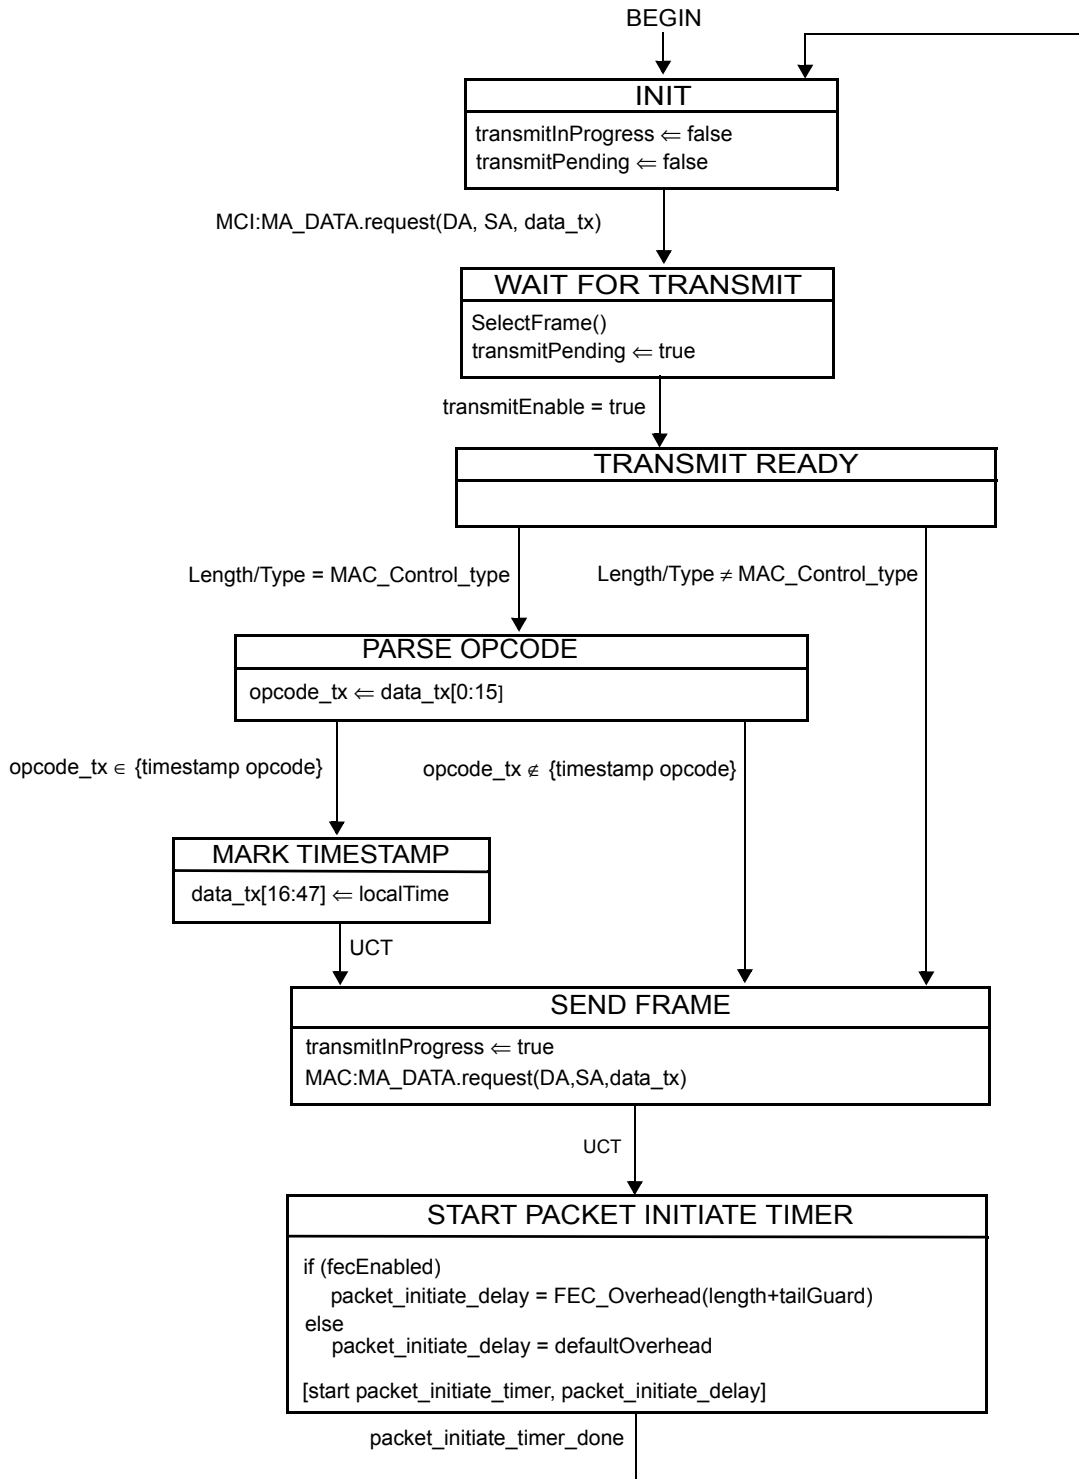 BEGIN
INIT
transmitInProgress ⇐ false
transmitPending ⇐ false
MCI:MA_DATA.request(DA, SA, data_tx)
WAIT FOR TRANSMIT
SelectFrame()
transmitPending ⇐ true
transmitEnable = true
TRANSMIT READY
Length/Type = MAC_Control_type
Length/Type ≠ MAC_Control_type
PARSE OPCODE
opcode_tx ⇐ data_tx[0:15]
opcode_tx ∈ {timestamp opcode}
opcode_tx ∉ {timestamp opcode}
MARK TIMESTAMP
data_tx[16:47] ⇐ localTime
UCT
SEND FRAME
transmitInProgress ⇐ true
MAC:MA_DATA.request(DA,SA,data_tx)
UCT
START PACKET INITIATE TIMER
if (fecEnabled)
packet_initiate_delay = FEC_Overhead(length+tailGuard)
else
packet_initiate_delay = defaultOverhead
[start packet_initiate_timer, packet_initiate_delay]
packet_initiate_timer_done